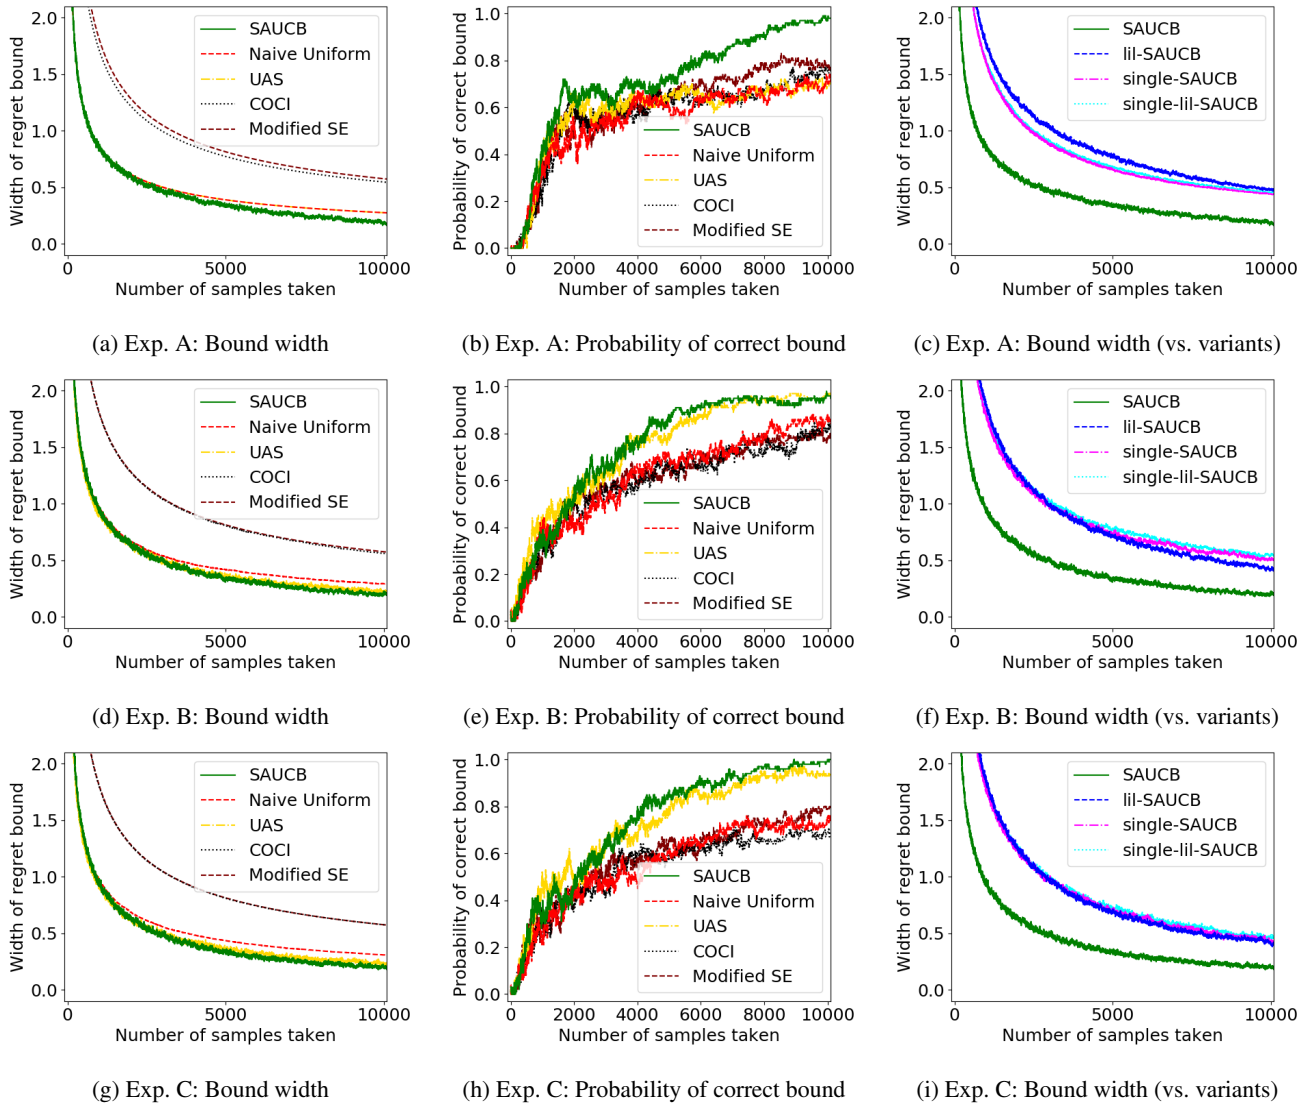 2.0
1.5
1.0
0.5
0.0
Width of regret bound
0
5000
10000
Number of samples taken
SAUCB
Naive Uniform
UAS
COCI
Modified SE
(a) Exp. A: Bound width
1.0
0.8
0.6
0.4
0.2
0.0
Probability of correct bound
0
2000
4000
6000
8000
10000
Number of samples taken
SAUCB
Naive Uniform
UAS
COCI
Modified SE
(b) Exp. A: Probability of correct bound
2.0
1.5
1.0
0.5
0.0
Width of regret bound
0
5000
10000
Number of samples taken
SAUCB
lil-SAUCB
single-SAUCB
single-lil-SAUCB
(c) Exp. A: Bound width (vs. variants)
2.0
1.5
1.0
0.5
0.0
Width of regret bound
0
5000
10000
Number of samples taken
SAUCB
Naive Uniform
UAS
COCI
Modified SE
(d) Exp. B: Bound width
1.0
0.8
0.6
0.4
0.2
0.0
Probability of correct bound
0
2000
4000
6000
8000
10000
Number of samples taken
SAUCB
Naive Uniform
UAS
COCI
Modified SE
(e) Exp. B: Probability of correct bound
2.0
1.5
1.0
0.5
0.0
Width of regret bound
0
5000
10000
Number of samples taken
SAUCB
lil-SAUCB
single-SAUCB
single-lil-SAUCB
(f) Exp. B: Bound width (vs. variants)
2.0
1.5
1.0
0.5
0.0
Width of regret bound
0
5000
10000
Number of samples taken
SAUCB
Naive Uniform
UAS
COCI
Modified SE
(g) Exp. C: Bound width
1.0
0.8
0.6
0.4
0.2
0.0
Probability of correct bound
0
2000
4000
6000
8000
10000
Number of samples taken
SAUCB
Naive Uniform
UAS
COCI
Modified SE
(h) Exp. C: Probability of correct bound
2.0
1.5
1.0
0.5
0.0
Width of regret bound
0
5000
10000
Number of samples taken
SAUCB
lil-SAUCB
single-SAUCB
single-lil-SAUCB
(i) Exp. C: Bound width (vs. variants)